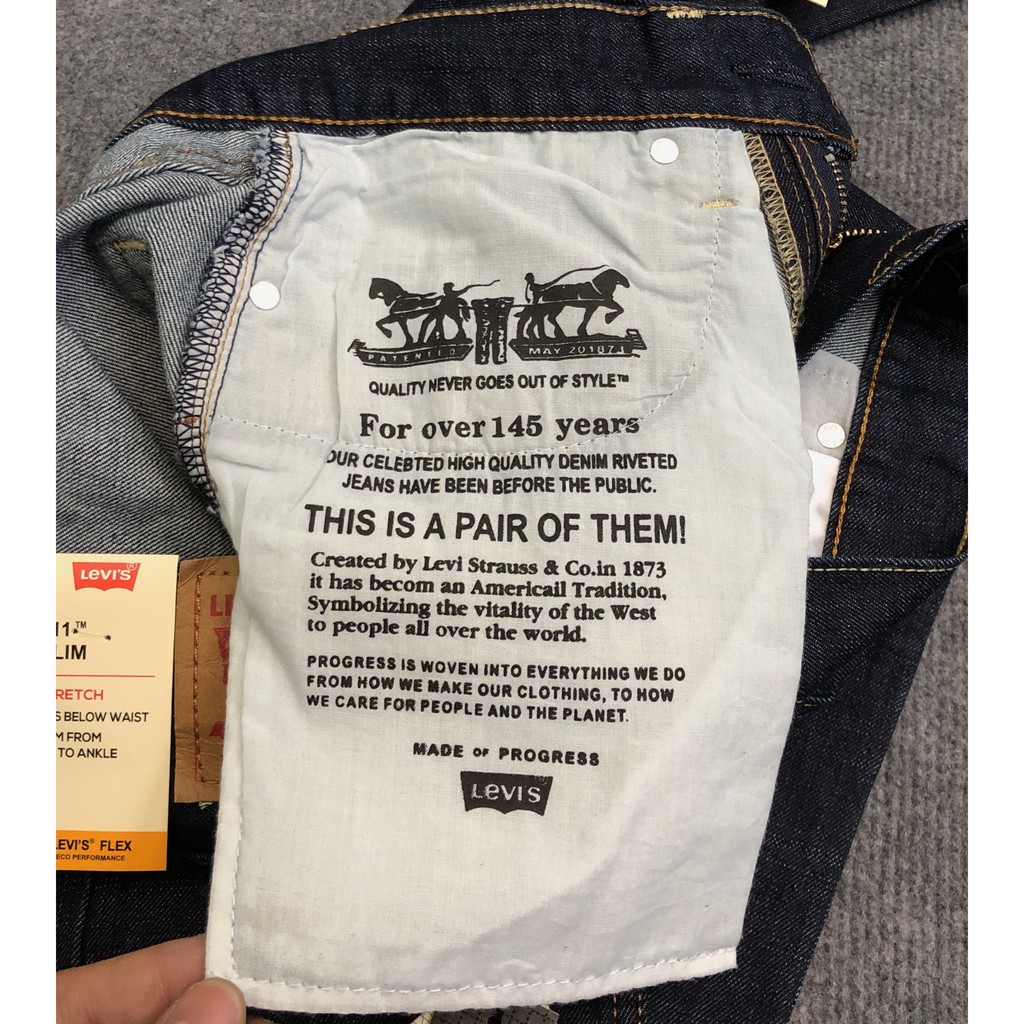 PATENTED MAY 201873
QUALITY NEVER GOES OUT OF STYLE™
For over 145 years
OUR CELEBTED HIGH QUALITY DENIM RIVETED
JEANS HAVE BEEN BEFORE THE PUBLIC.
THIS IS A PAIR OF THEM!
Created by Levi Strauss & Co.in 1873
it has becom an Americail Tradition,
Symbolizing the vitality of the West
to people all over the world.
PROGRESS IS WOVEN INTO EVERYTHING WE DO
FROM HOW WE MAKE OUR CLOTHING, TO HOW
WE CARE FOR PEOPLE AND THE PLANET.
MADE OF PROGRESS
LEVI'S
LEVI'S®
11™
LIM
RETCH
S BELOW WAIST
M FROM
TO ANKLE
LEVI'S® FLEX
ECO PERFORMANCE